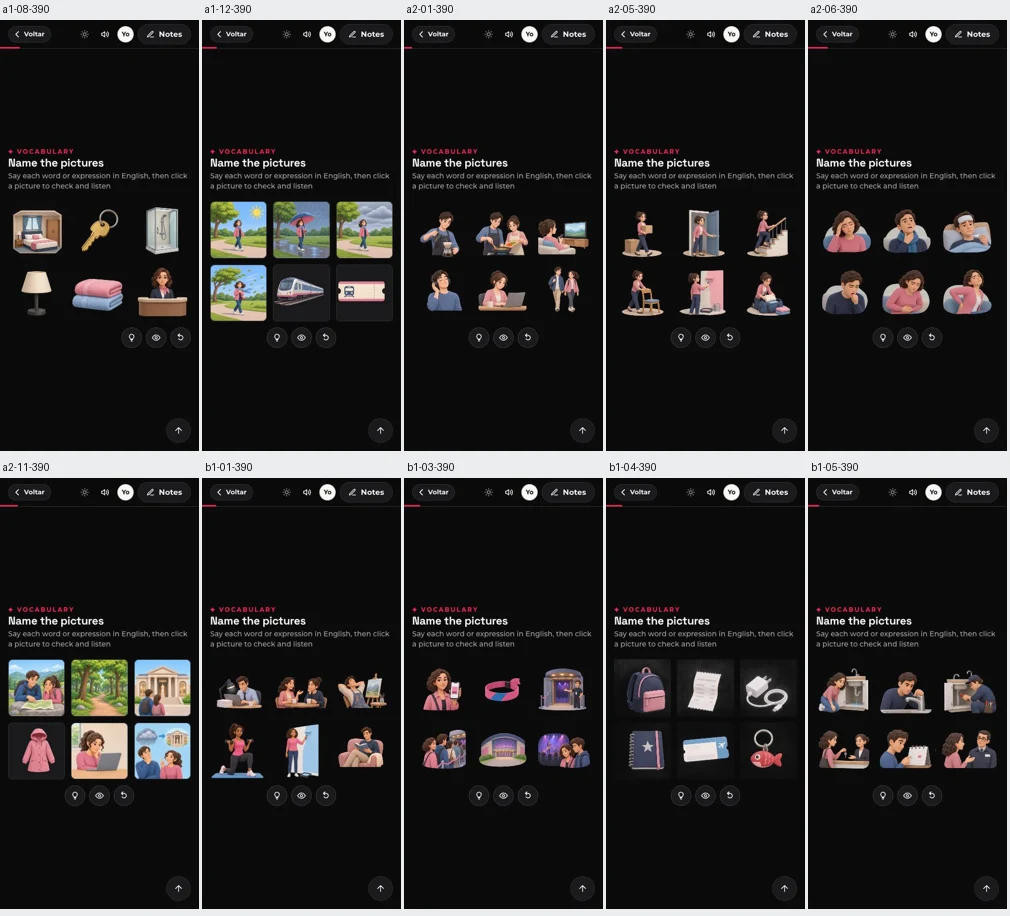 a1-08-390
Voltar
Yo
Notes
VOCABULARY
Name the pictures
Say each word or expression in English, then click
a picture to check and listen
a1-12-390
Voltar
Yo
Notes
VOCABULARY
Name the pictures
Say each word or expression in English, then click
a picture to check and listen
a2-01-390
Voltar
Yo
Notes
VOCABULARY
Name the pictures
Say each word or expression in English, then click
a picture to check and listen
a2-05-390
Voltar
Yo
Notes
VOCABULARY
Name the pictures
Say each word or expression in English, then click
a picture to check and listen
a2-06-390
Voltar
Yo
Notes
VOCABULARY
Name the pictures
Say each word or expression in English, then click
a picture to check and listen
a2-11-390
Voltar
Yo
Notes
VOCABULARY
Name the pictures
Say each word or expression in English, then click
a picture to check and listen
b1-01-390
Voltar
Yo
Notes
VOCABULARY
Name the pictures
Say each word or expression in English, then click
a picture to check and listen
b1-03-390
Voltar
Yo
Notes
VOCABULARY
Name the pictures
Say each word or expression in English, then click
a picture to check and listen
b1-04-390
Voltar
Yo
Notes
VOCABULARY
Name the pictures
Say each word or expression in English, then click
a picture to check and listen
b1-05-390
Voltar
Yo
Notes
VOCABULARY
Name the pictures
Say each word or expression in English, then click
a picture to check and listen